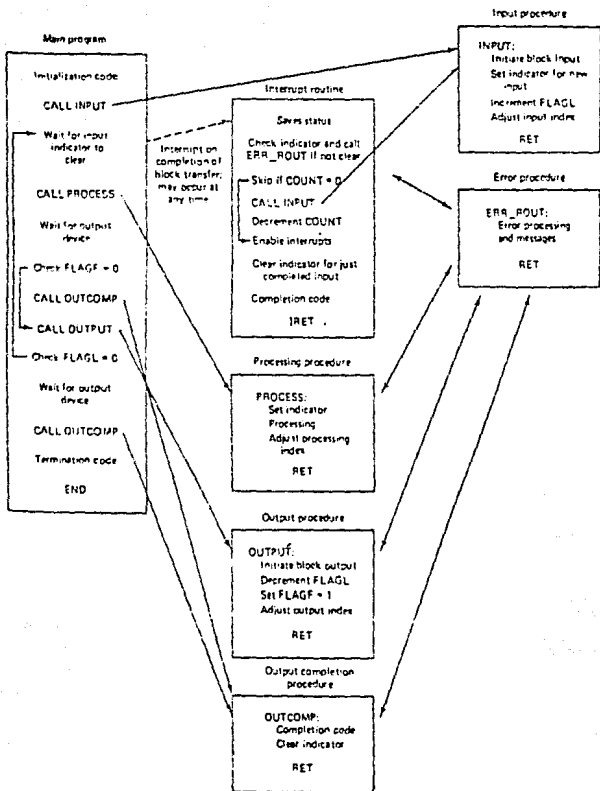 Main program
Initialization code
CALL INPUT
Wait for input
indicator to
clear
CALL PROCESS
Wait for output
device
Check FLAGF = 0
CALL OUTCOMP
CALL OUTPUT
Check FLAGL = 0
Wait for output
device
CALL OUTCOMP
Termination code
END
Interrupt on
completion of
block transfer;
may occur at
any time
Interrupt routine
Saves status
Check indicator and call
ERR_ROUT if not clear
Skip if COUNT = 0
CALL INPUT
Decrement COUNT
Enable interrupts
Clear indicator for just
completed input
Completion code
IRET
Processing procedure
PROCESS:
Set indicator
Processing
Adjust processing
index
RET
Output procedure
OUTPUT:
Initiate block output
Decrement FLAGL
Set FLAGF = 1
Adjust output index
RET
Output completion
procedure
OUTCOMP:
Completion code
Clear indicator
RET
Input procedure
INPUT:
Initiate block input
Set indicator for new
input
Increment FLAGL
Adjust input index
RET
Error procedure
ERR_ROUT:
Error processing
and messages
RET